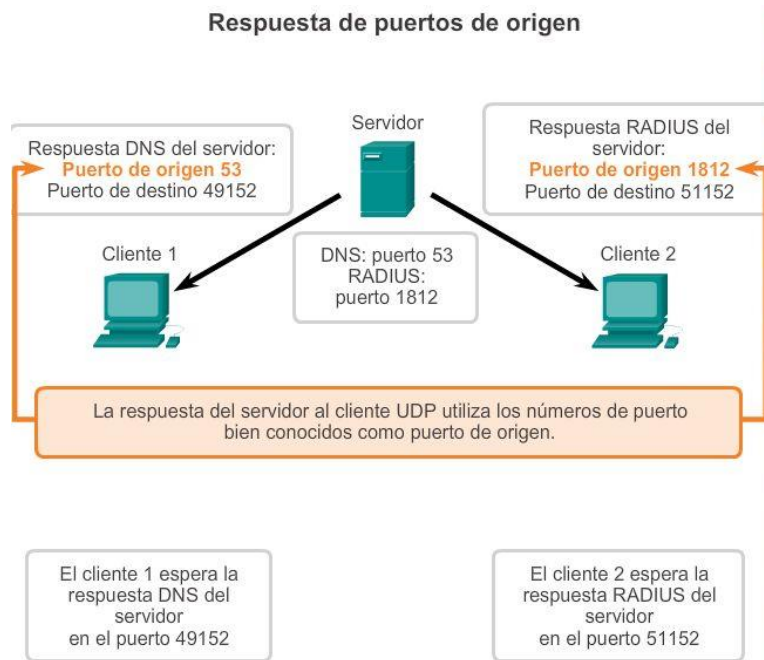 Respuesta de puertos de origen
Respuesta DNS del servidor:
Puerto de origen 53
Puerto de destino 49152
Servidor
Respuesta RADIUS del
servidor:
Puerto de origen 1812
Puerto de destino 51152
Cliente 1
DNS: puerto 53
RADIUS:
puerto 1812
Cliente 2
La respuesta del servidor al cliente UDP utiliza los números de puerto
bien conocidos como puerto de origen.
El cliente 1 espera la
respuesta DNS del
servidor
en el puerto 49152
El cliente 2 espera la
respuesta RADIUS del
servidor
en el puerto 51152